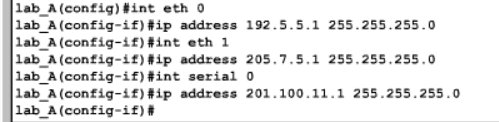 lab_A(config)#int eth 0
lab_A(config-if)#ip address 192.5.5.1 255.255.255.0
lab_A(config-if)#int eth 1
lab_A(config-if)#ip address 205.7.5.1 255.255.255.0
lab_A(config-if)#int serial 0
lab_A(config-if)#ip address 201.100.11.1 255.255.255.0
lab_A(config-if)#